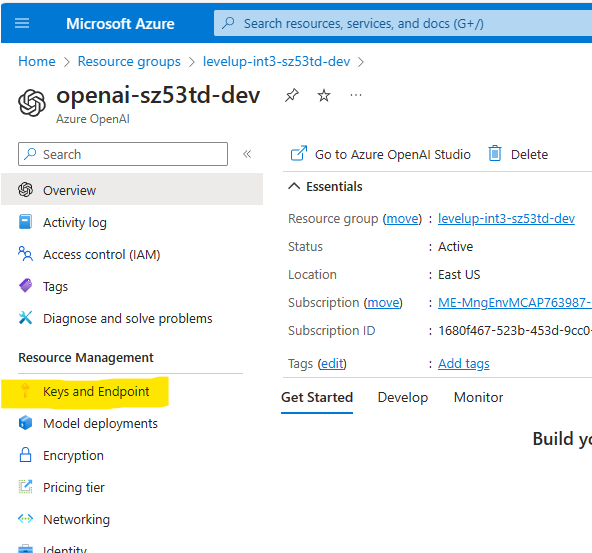 Microsoft Azure
Search resources, services, and docs (G+/)
Home > Resource groups > levelup-int3-sz53td-dev >
openai-sz53td-dev
Azure OpenAI
Search
Overview
Activity log
Access control (IAM)
Tags
Diagnose and solve problems
Resource Management
Keys and Endpoint
Model deployments
Encryption
Pricing tier
Networking
Identity
Go to Azure OpenAI Studio
Delete
Essentials
Resource group (move) : levelup-int3-sz53td-dev
Status : Active
Location : East US
Subscription (move) : ME-MngEnvMCAP763987-
Subscription ID : 1680f467-523b-453d-9cc0-
Tags (edit) : Add tags
Get Started Develop Monitor
Build yo